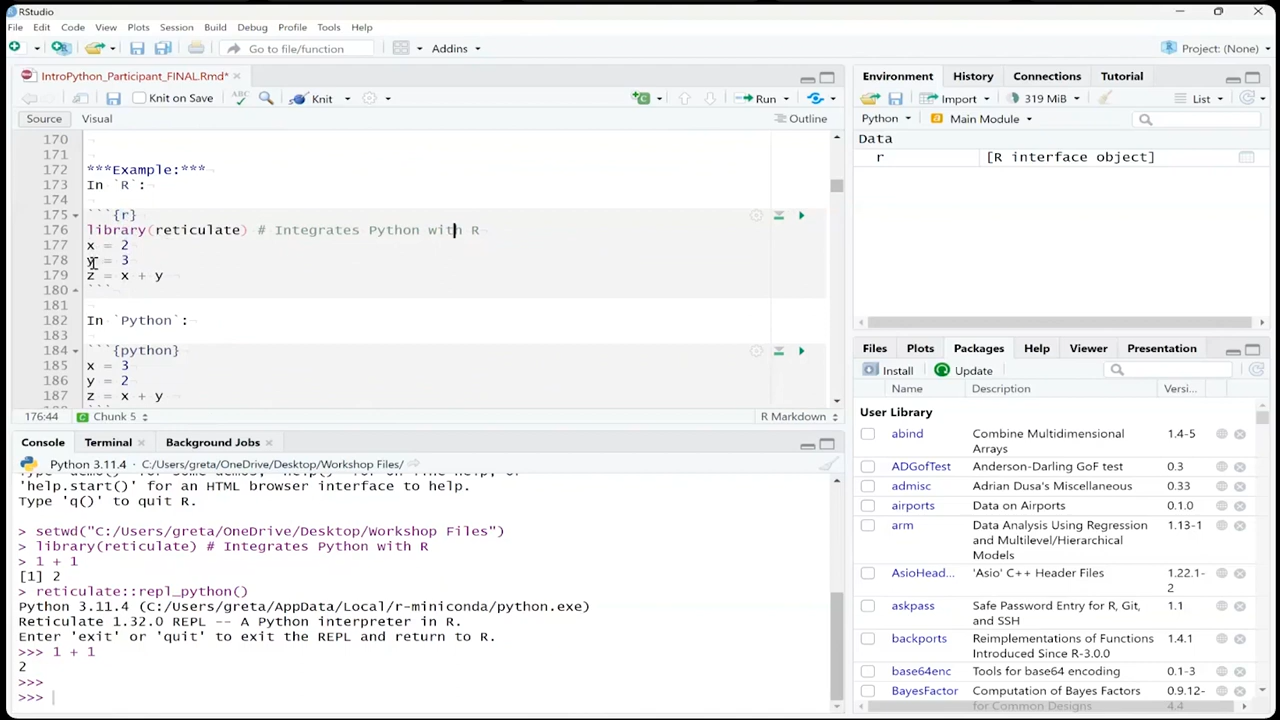 RStudio
File Edit Code View Plots Session Build Debug Profile Tools Help
Go to file/function Addins Project: (None)
IntroPython_Participant_FINAL.Rmd*
Knit on Save ABC Knit Run
Source Visual Outline
170
171
172 ***Example:***
173 In `R`:
174
175 ```{r}
176 library(reticulate) # Integrates Python with R
177 x = 2
178 y = 3
179 z = x + y
180 ```
181
182 In `Python`:
183
184 ```{python}
185 x = 3
186 y = 2
187 z = x + y
176:44 Chunk 5 R Markdown
Console Terminal Background Jobs
Python 3.11.4 · C:/Users/greta/OneDrive/Desktop/Workshop Files/
'help.start()' for an HTML browser interface to help.
Type 'q()' to quit R.
> setwd("C:/Users/greta/OneDrive/Desktop/Workshop Files")
> library(reticulate) # Integrates Python with R
> 1 + 1
[1] 2
> reticulate::repl_python()
Python 3.11.4 (C:/Users/greta/AppData/Local/r-miniconda/python.exe)
Reticulate 1.32.0 REPL -- A Python interpreter in R.
Enter 'exit' or 'quit' to exit the REPL and return to R.
>>> 1 + 1
2
>>>
>>>
Environment History Connections Tutorial
Import 319 MiB List
Python Main Module
Data
r [R interface object]
Files Plots Packages Help Viewer Presentation
Install Update
Name Description Versi...
User Library
abind Combine Multidimensional Arrays 1.4-5
ADGofTest Anderson-Darling GoF test 0.3
admisc Adrian Dusa's Miscellaneous 0.33
airports Data on Airports 0.1.0
arm Data Analysis Using Regression and Multilevel/Hierarchical Models 1.13-1
AsioHead... 'Asio' C++ Header Files 1.22.1-2
askpass Safe Password Entry for R, Git, and SSH 1.1
backports Reimplementations of Functions Introduced Since R-3.0.0 1.4.1
base64enc Tools for base64 encoding 0.1-3
BayesFactor Computation of Bayes Factors for Common Designs 0.9.12-4.4